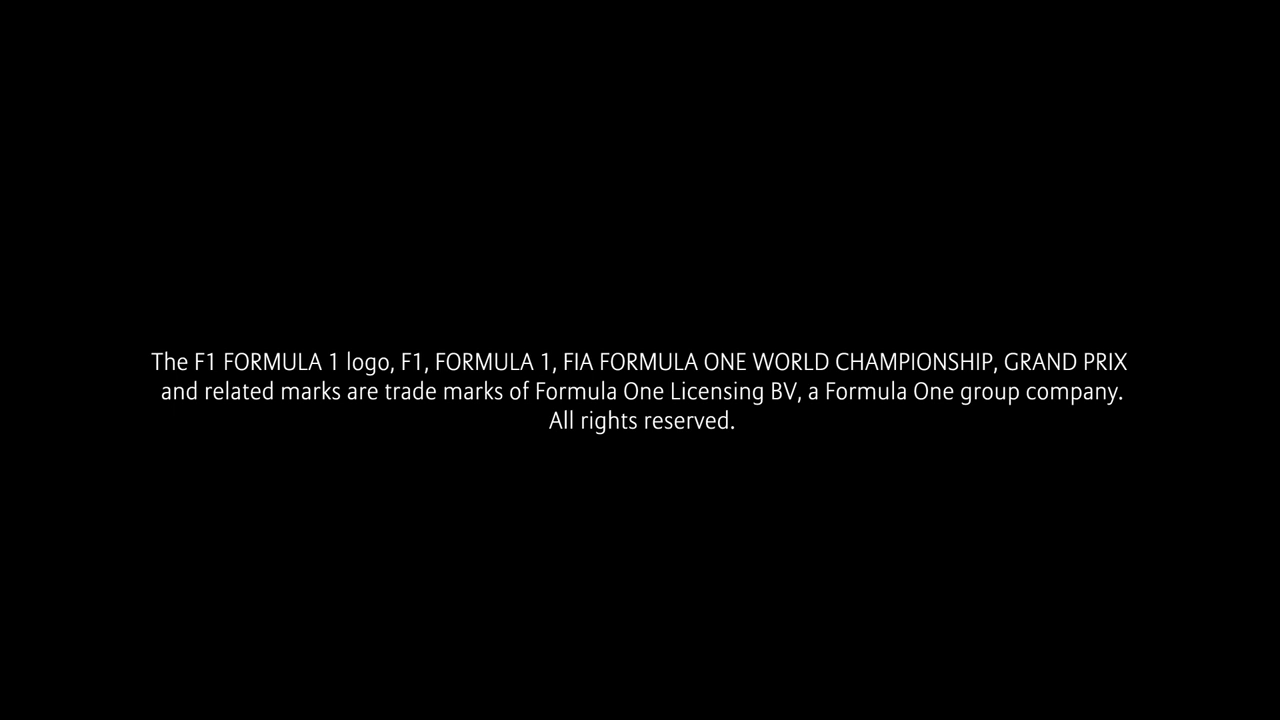 The F1 FORMULA 1 logo, F1, FORMULA 1, FIA FORMULA ONE WORLD CHAMPIONSHIP, GRAND PRIX
and related marks are trade marks of Formula One Licensing BV, a Formula One group company.
All rights reserved.